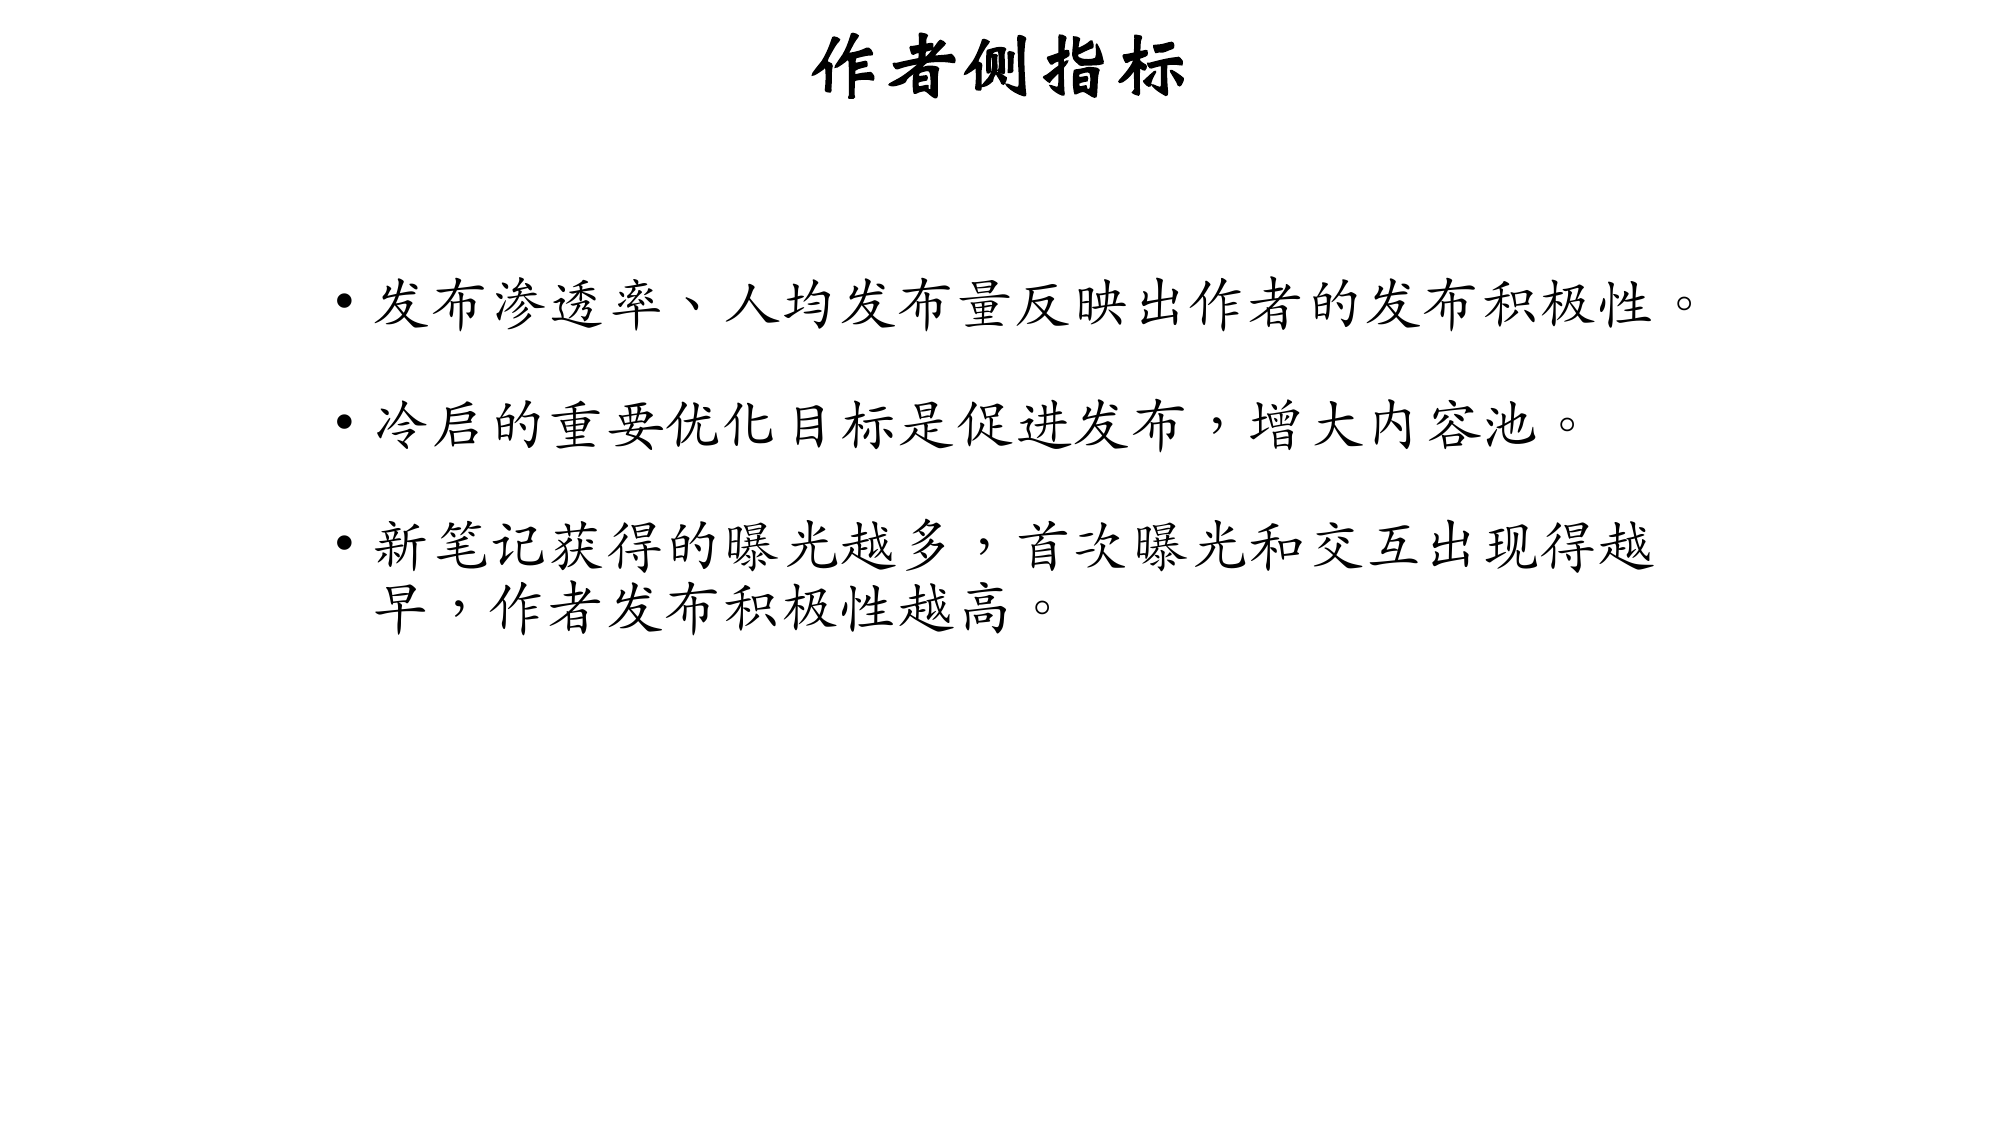 作者侧指标
• 发布渗透率、人均发布量反映出作者的发布积极性。
• 冷启的重要优化目标是促进发布，增大内容池。
• 新笔记获得的曝光越多，首次曝光和交互出现得越
早，作者发布积极性越高。